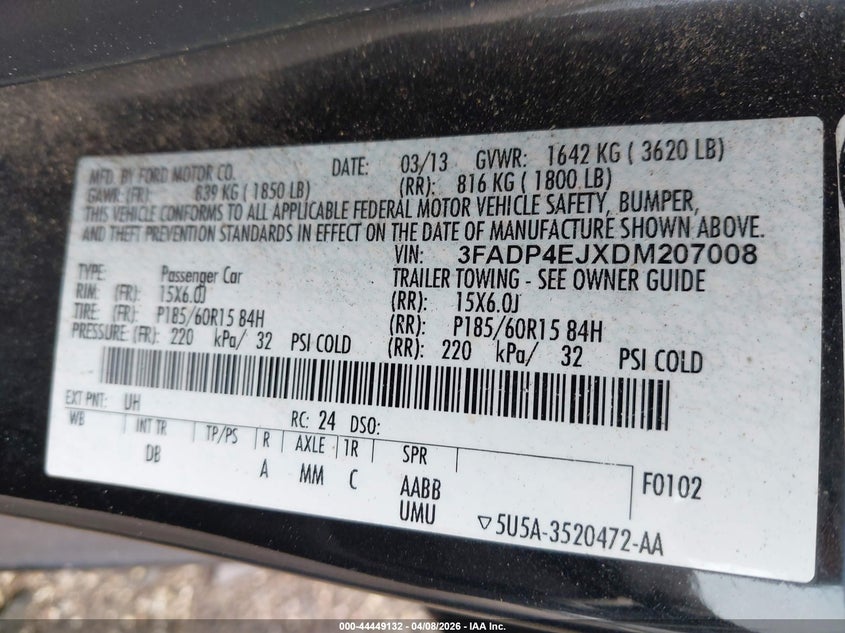 MFD. BY FORD MOTOR CO. DATE: 03/13 GVWR: 1642 KG ( 3620 LB)
GAWR: (FR): 839 KG ( 1850 LB) (RR): 816 KG ( 1800 LB)
THIS VEHICLE CONFORMS TO ALL APPLICABLE FEDERAL MOTOR VEHICLE SAFETY, BUMPER,
AND THEFT PREVENTION STANDARDS IN EFFECT ON THE DATE OF MANUFACTURE SHOWN ABOVE.
VIN: 3FADP4EJXDM207008
TYPE: Passenger Car TRAILER TOWING - SEE OWNER GUIDE
RIM: (FR): 15X6.0J (RR): 15X6.0J
TIRE: (FR): P185/60R15 84H (RR): P185/60R15 84H
PRESSURE: (FR): 220 kPa/ 32 PSI COLD (RR): 220 kPa/ 32 PSI COLD
EXT PNT: UH RC: 24 DSO:
WB INT TR TP/PS R AXLE TR SPR
DB A MM C AABB F0102
UMU ▽5U5A-3520472-AA
000-44449132 - 04/08/2026 - IAA Inc.